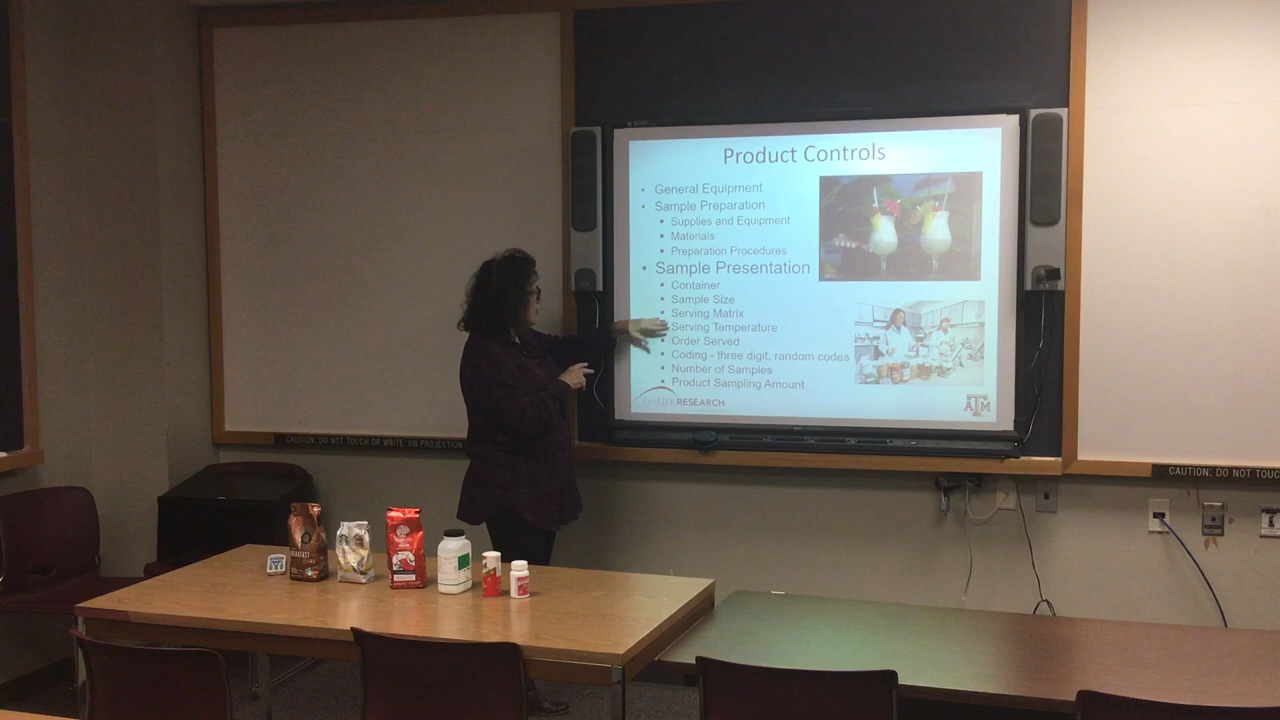 Product Controls
• General Equipment
• Sample Preparation
▪ Supplies and Equipment
▪ Materials
▪ Preparation Procedures
• Sample Presentation
▪ Container
▪ Sample Size
▪ Serving Matrix
▪ Serving Temperature
▪ Order Served
▪ Coding - three digit, random codes
▪ Number of Samples
▪ Product Sampling Amount
RESEARCH
ATM
CAUTION: DO NOT TOUCH OR WRITE ON PROJECTION
CAUTION: DO NOT TOUC